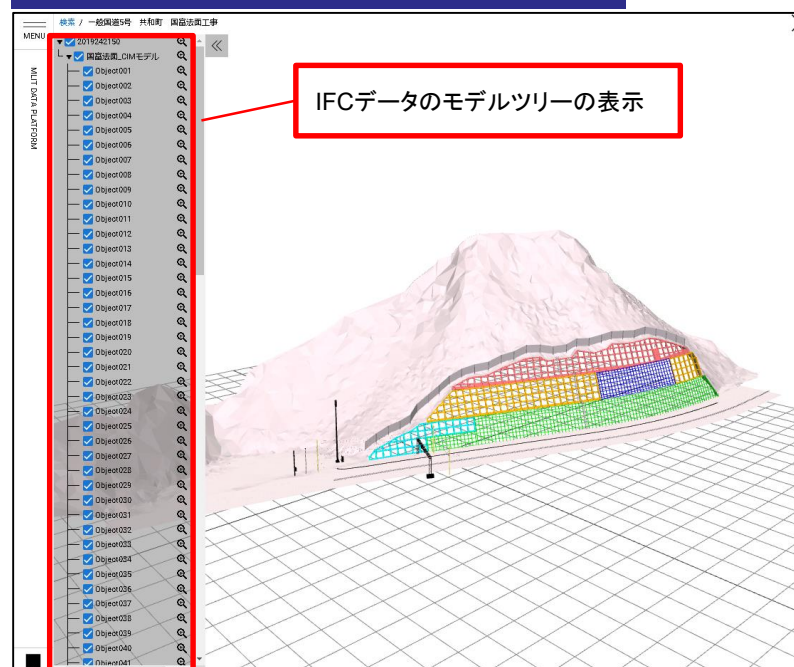 検索 / 一般国道5号 共和町 国富法面工事
MENU
MLIT DATA PLATFORM
2019242150
国富法面_CIMモデル
Object001
Object002
Object003
Object004
Object005
Object006
Object007
Object008
Object009
Object010
Object011
Object012
Object013
Object014
Object015
Object016
Object017
Object018
Object019
Object020
Object021
Object022
Object023
Object024
Object025
Object026
Object027
Object028
Object029
Object030
Object031
Object032
Object033
Object034
Object035
Object036
Object037
Object038
Object039
Object040
Object041
IFCデータのモデルツリーの表示